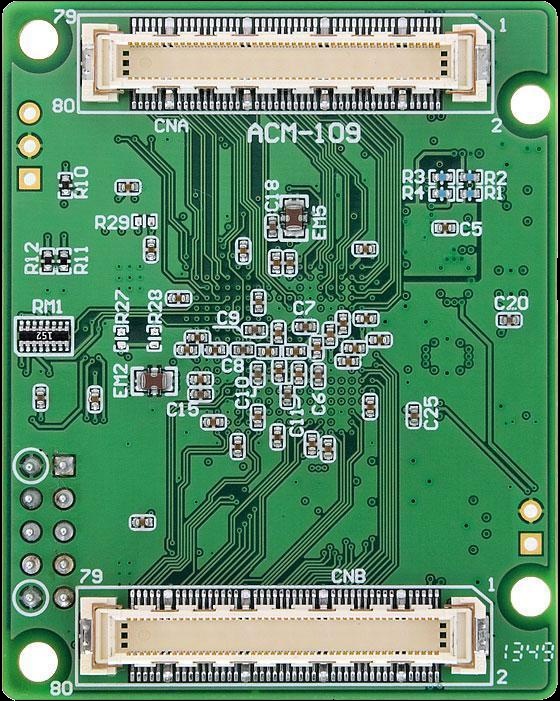 79
1
80
2
CNA
ACM-109
R10
C18
EM5
R3
R2
R4
R1
R29
C5
R12
R11
RM1
152
R27
R28
C9
C7
C20
C8
EM2
C10
C6
C15
C25
79
CNB
1
80
2
1349